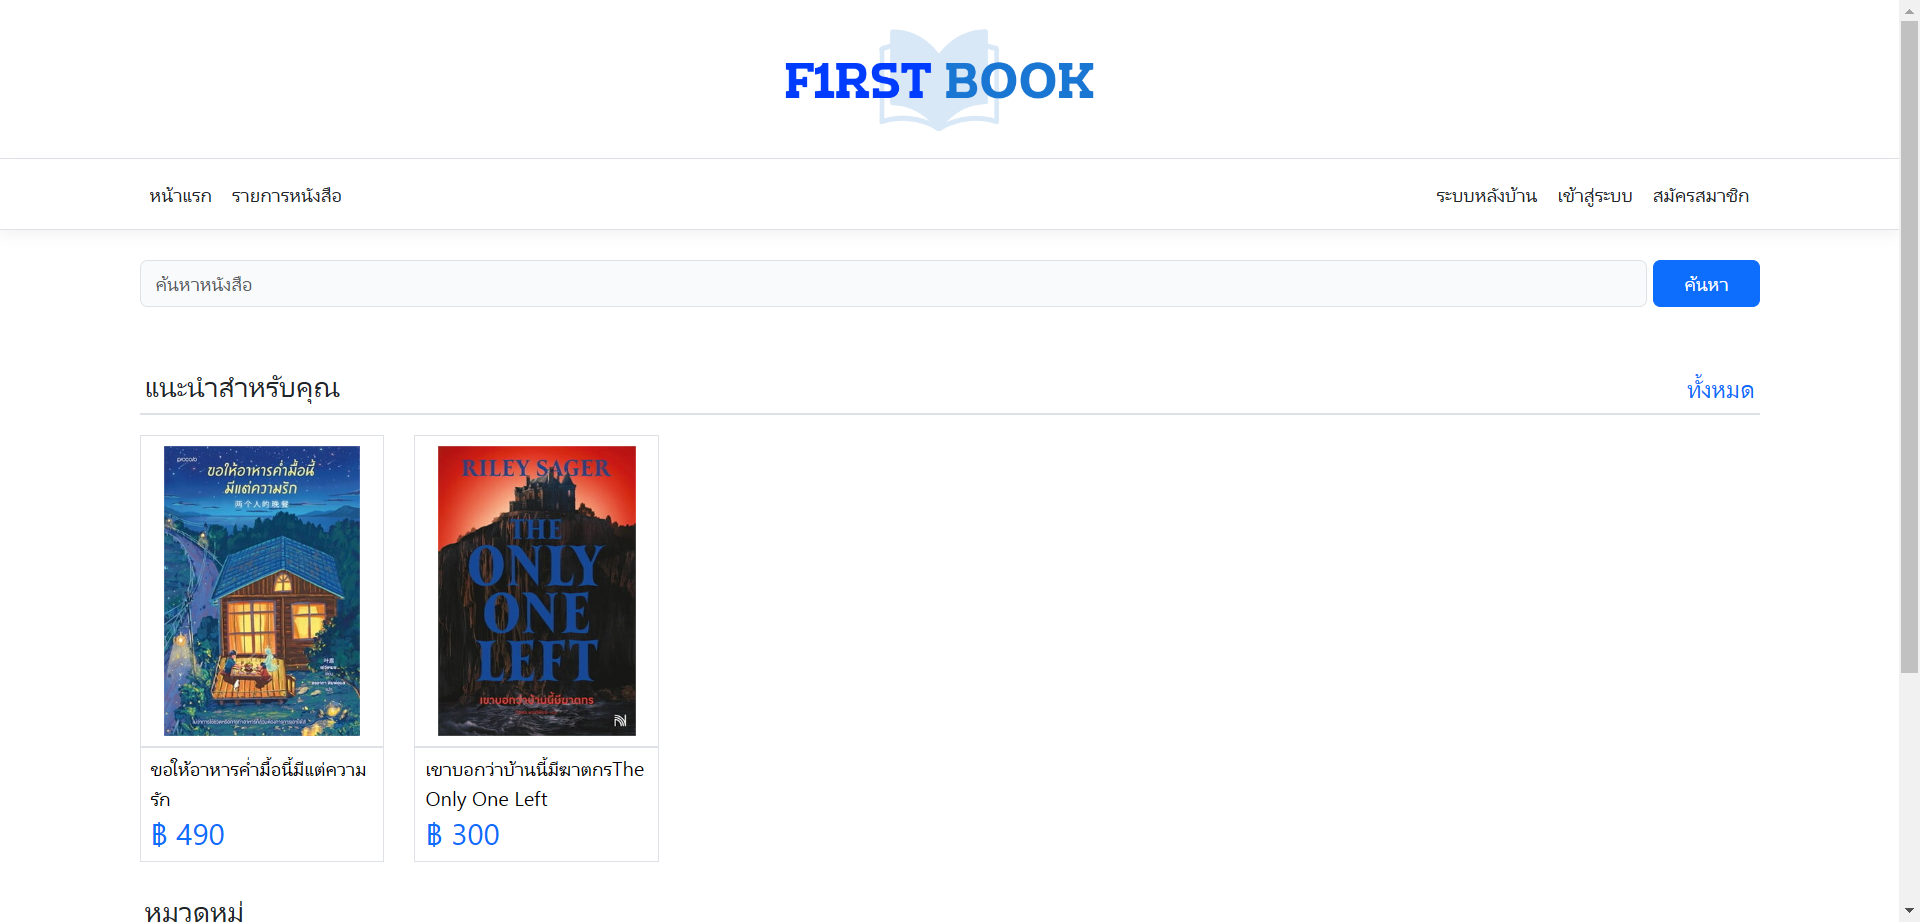 F1RST BOOK
หน้าแรก รายการหนังสือ ระบบหลังบ้าน เข้าสู่ระบบ สมัครสมาชิก
ค้นหาหนังสือ ค้นหา
แนะนำสำหรับคุณ ทั้งหมด
proccoib
ขอให้อาหารค่ำมื้อนี้
มีแต่ความรัก
两个人的晚餐
RILEY SAGER
THE
ONLY
ONE
LEFT
เขาบอกว่าบ้านนี้มีฆาตกร
ขอให้อาหารค่ำมื้อนี้มีแต่ความ
รัก
฿ 490
เขาบอกว่าบ้านนี้มีฆาตกรThe
Only One Left
฿ 300
หมวดหมู่